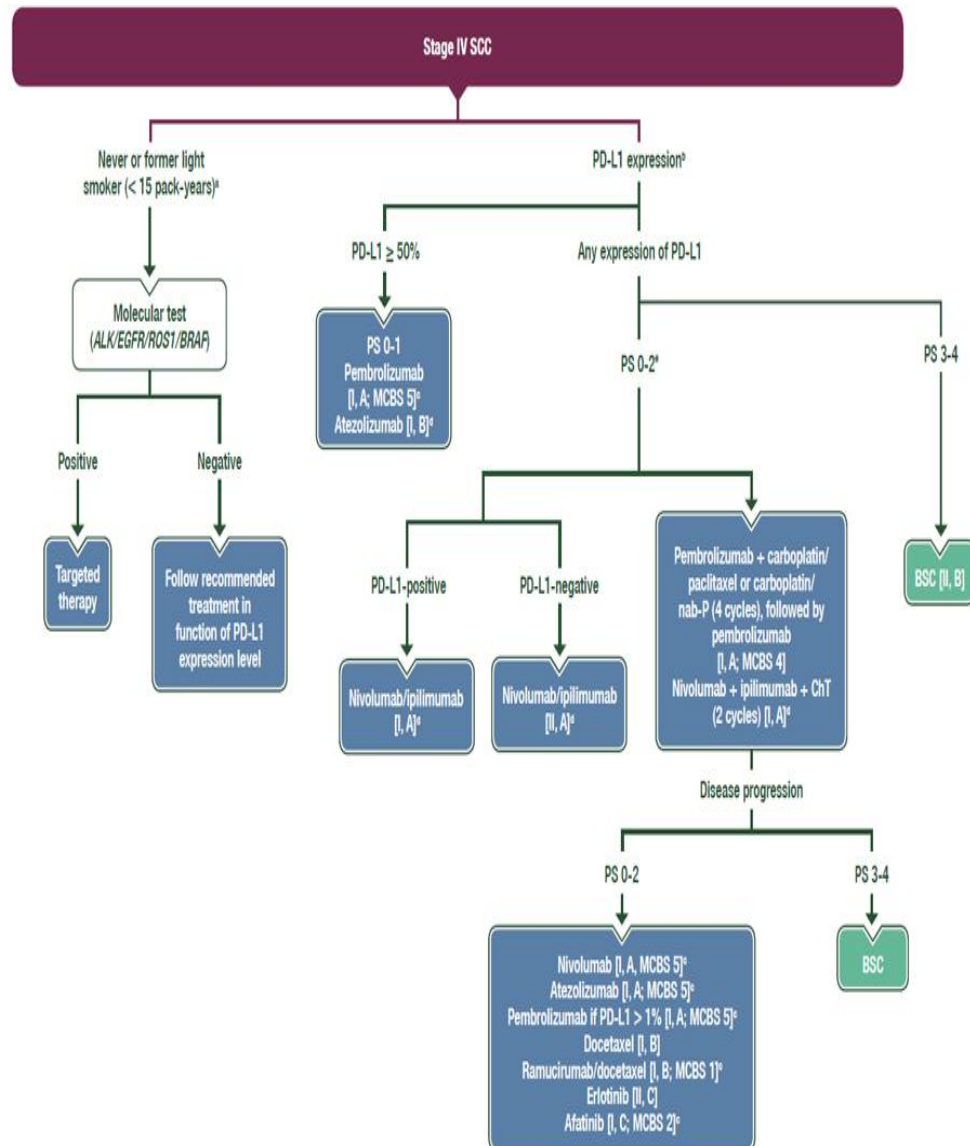 Stage IV SCC
Never or former light
smoker (< 15 pack-years)ᵃ
PD-L1 expressionᵇ
PD-L1 ≥ 50%
Any expression of PD-L1
Molecular test
(ALK/EGFR/ROS1/BRAF)
PS 0-1
Pembrolizumab
[I, A; MCBS 5]ᶜ
Atezolizumab [I, B]ᵈ
PS 0-2*
PS 3-4
Positive
Negative
Targeted
therapy
Follow recommended
treatment in
function of PD-L1
expression level
PD-L1-positive
PD-L1-negative
Pembrolizumab + carboplatin/
paclitaxel or carboplatin/
nab-P (4 cycles), followed by
pembrolizumab
[I, A; MCBS 4]
Nivolumab + ipilimumab + ChT
(2 cycles) [I, A]ᵈ
BSC [II, B]
Nivolumab/ipilimumab
[I, A]ᵈ
Nivolumab/ipilimumab
[II, A]ᵈ
Disease progression
PS 0-2
PS 3-4
Nivolumab [I, A, MCBS 5]ᶜ
Atezolizumab [I, A; MCBS 5]ᶜ
Pembrolizumab if PD-L1 > 1% [I, A; MCBS 5]ᶜ
Docetaxel [I, B]
Ramucirumab/docetaxel [I, B; MCBS 1]ᶜ
Erlotinib [II, C]
Afatinib [I, C; MCBS 2]ᶜ
BSC